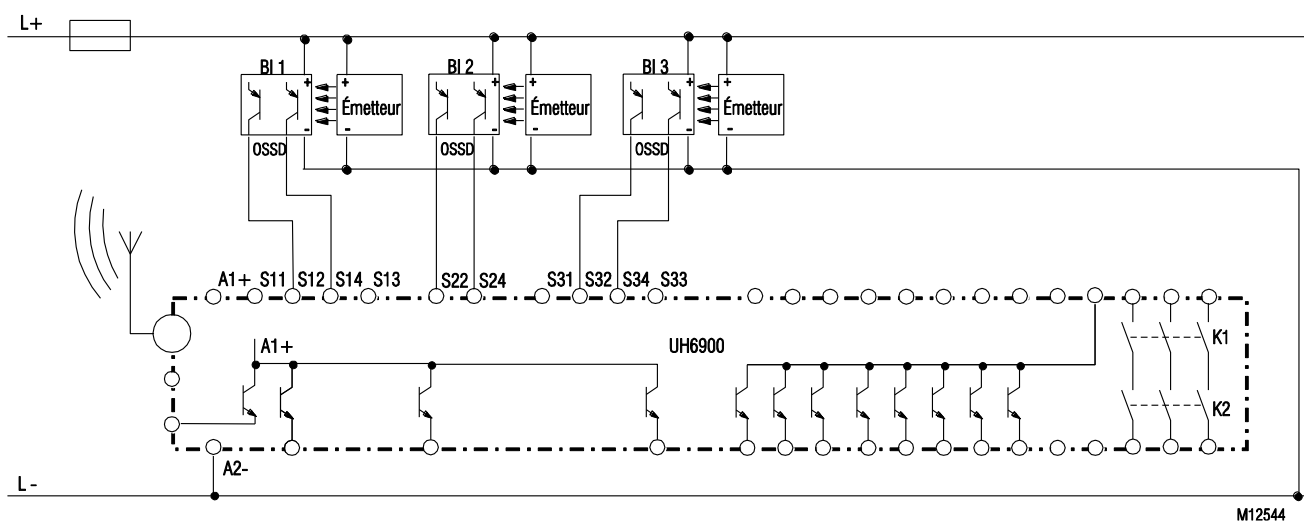 L+
BI 1
BI 2
BI 3
+
+
+
+
+
+
Émetteur
Émetteur
Émetteur
-
-
-
-
-
-
OSSD
OSSD
OSSD
A1+ S11 S12 S14 S13 S22 S24 S31 S32 S34 S33
A1+
UH6900
K1
K2
A2-
L -
M12544